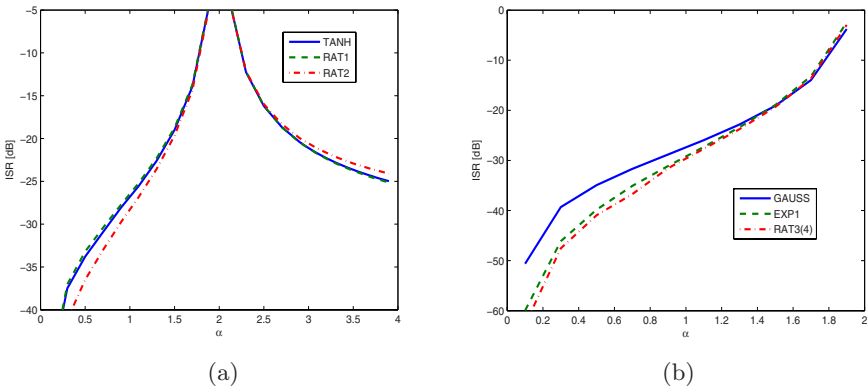 −5
−10
−15
−20
−25
−30
−35
−40
ISR [dB]
0
0.5
1
1.5
2
2.5
3
3.5
4
α
TANH
RAT1
RAT2
(a)
0
−10
−20
−30
−40
−50
−60
ISR [dB]
0
0.2
0.4
0.6
0.8
1
1.2
1.4
1.6
1.8
2
α
GAUSS
EXP1
RAT3(4)
(b)